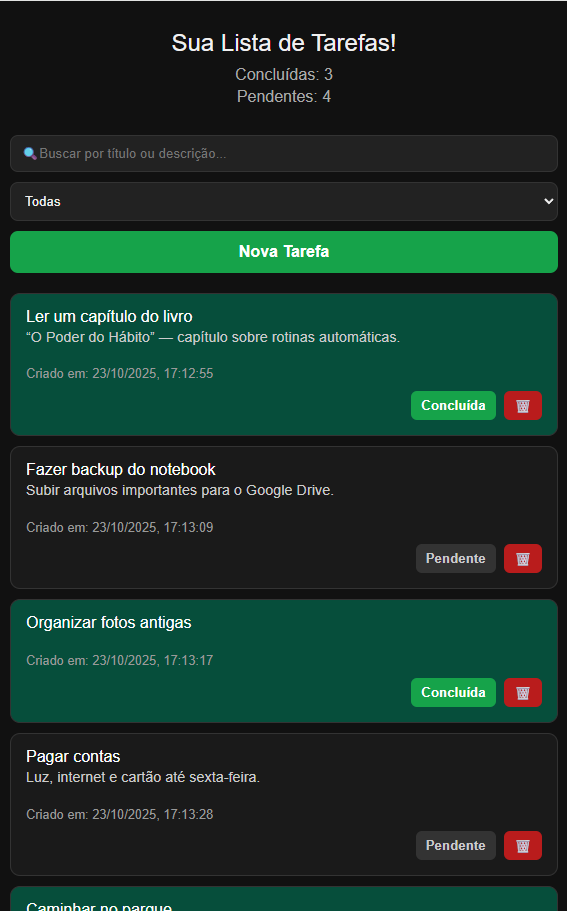 Sua Lista de Tarefas!
Concluídas: 3
Pendentes: 4
Buscar por título ou descrição...
Todas
Nova Tarefa
Ler um capítulo do livro
“O Poder do Hábito” — capítulo sobre rotinas automáticas.
Criado em: 23/10/2025, 17:12:55
Concluída
Fazer backup do notebook
Subir arquivos importantes para o Google Drive.
Criado em: 23/10/2025, 17:13:09
Pendente
Organizar fotos antigas
Criado em: 23/10/2025, 17:13:17
Concluída
Pagar contas
Luz, internet e cartão até sexta-feira.
Criado em: 23/10/2025, 17:13:28
Pendente
Caminhar no parque